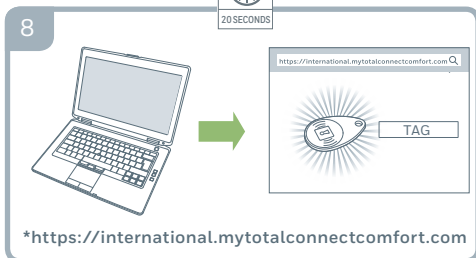 20 SECONDS
8
https://international.mytotalconnectcomfort.com
TAG
*https://international.mytotalconnectcomfort.com